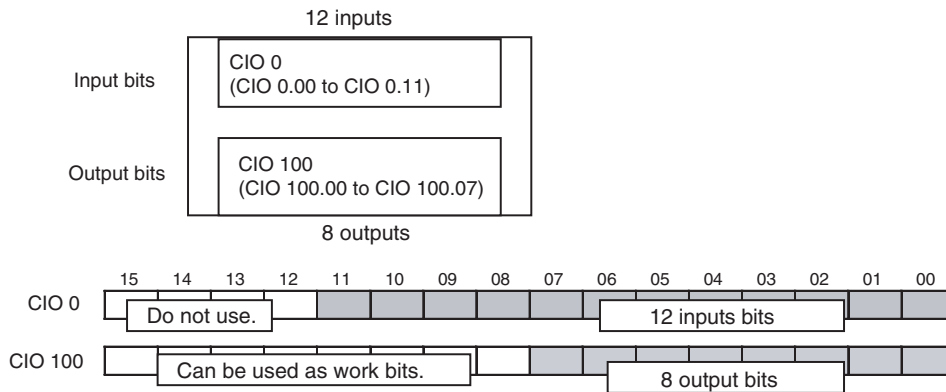 12 inputs
Input bits
CIO 0
(CIO 0.00 to CIO 0.11)
Output bits
CIO 100
(CIO 100.00 to CIO 100.07)
8 outputs
15 14 13 12 11 10 09 08 07 06 05 04 03 02 01 00
CIO 0
Do not use.
12 inputs bits
CIO 100
Can be used as work bits.
8 output bits